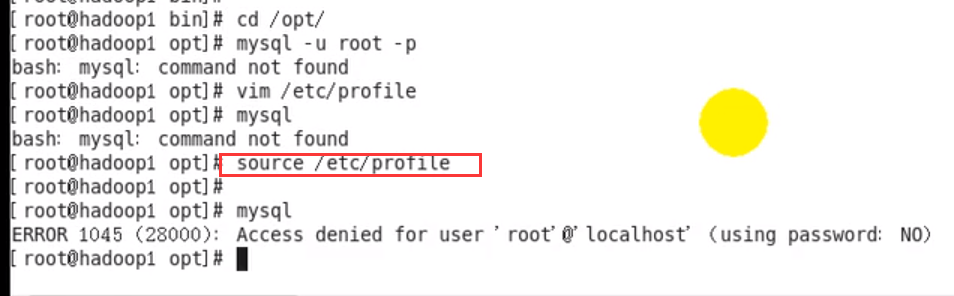 [ root@hadoop1 bin]# cd /opt/
[ root@hadoop1 opt]# mysql -u root -p
bash: mysql: command not found
[ root@hadoop1 opt]# vim /etc/profile
[ root@hadoop1 opt]# mysql
bash: mysql: command not found
[ root@hadoop1 opt]# source /etc/profile
[ root@hadoop1 opt]#
[ root@hadoop1 opt]# mysql
ERROR 1045 (28000): Access denied for user 'root'@'localhost' (using password: NO)
[ root@hadoop1 opt]#